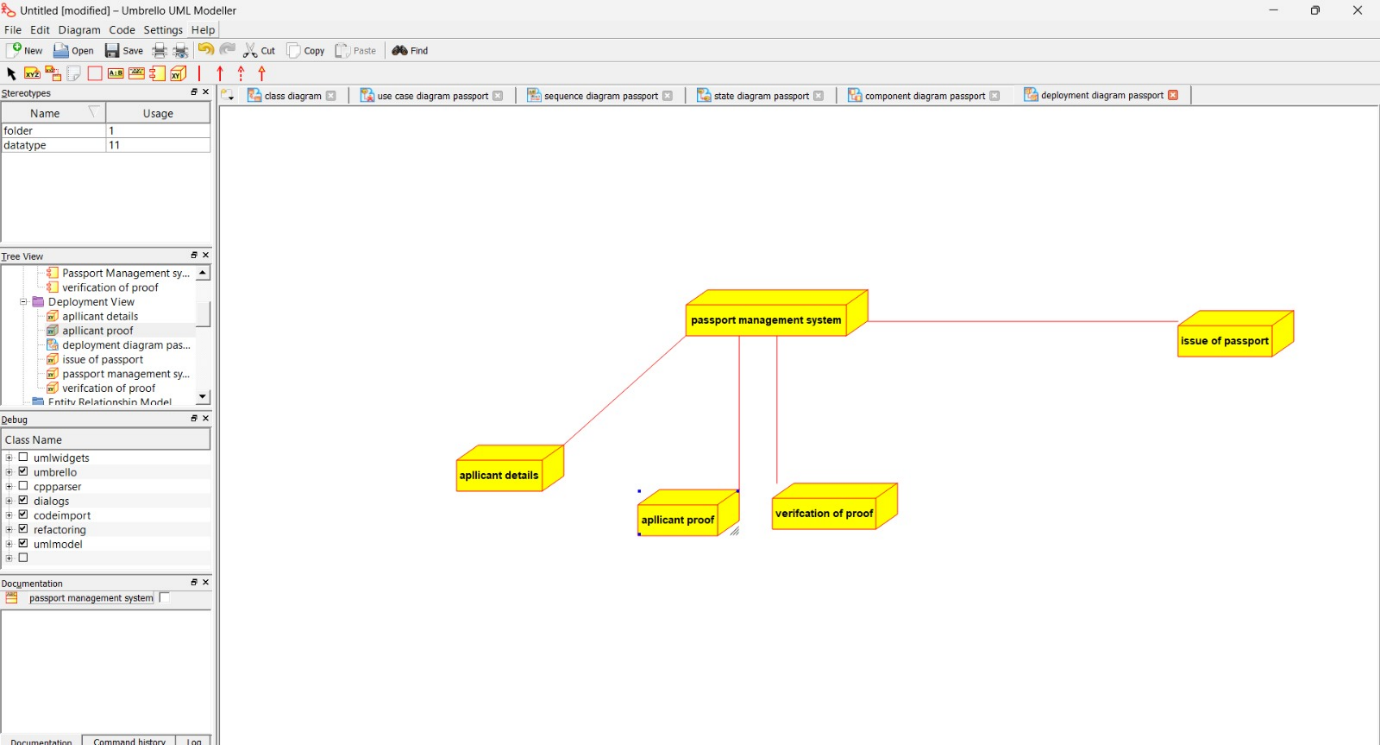 Untitled [modified] – Umbrello UML Modeller
File Edit Diagram Code Settings Help
New Open Save Cut Copy Paste Find
Stereotypes
class diagram use case diagram passport sequence diagram passport state diagram passport component diagram passport deployment diagram passport
Name Usage
folder 1
datatype 11
Tree View
Passport Management sy...
verification of proof
Deployment View
apllicant details
apllicant proof
deployment diagram pas...
issue of passport
passport management sy...
verifcation of proof
Entity Relationship Model
Debug
Class Name
umlwidgets
umbrello
cppparser
dialogs
codeimport
refactoring
umlmodel
Documentation
passport management system
Documentation Command history Log
passport management system
issue of passport
apllicant details
apllicant proof
verifcation of proof